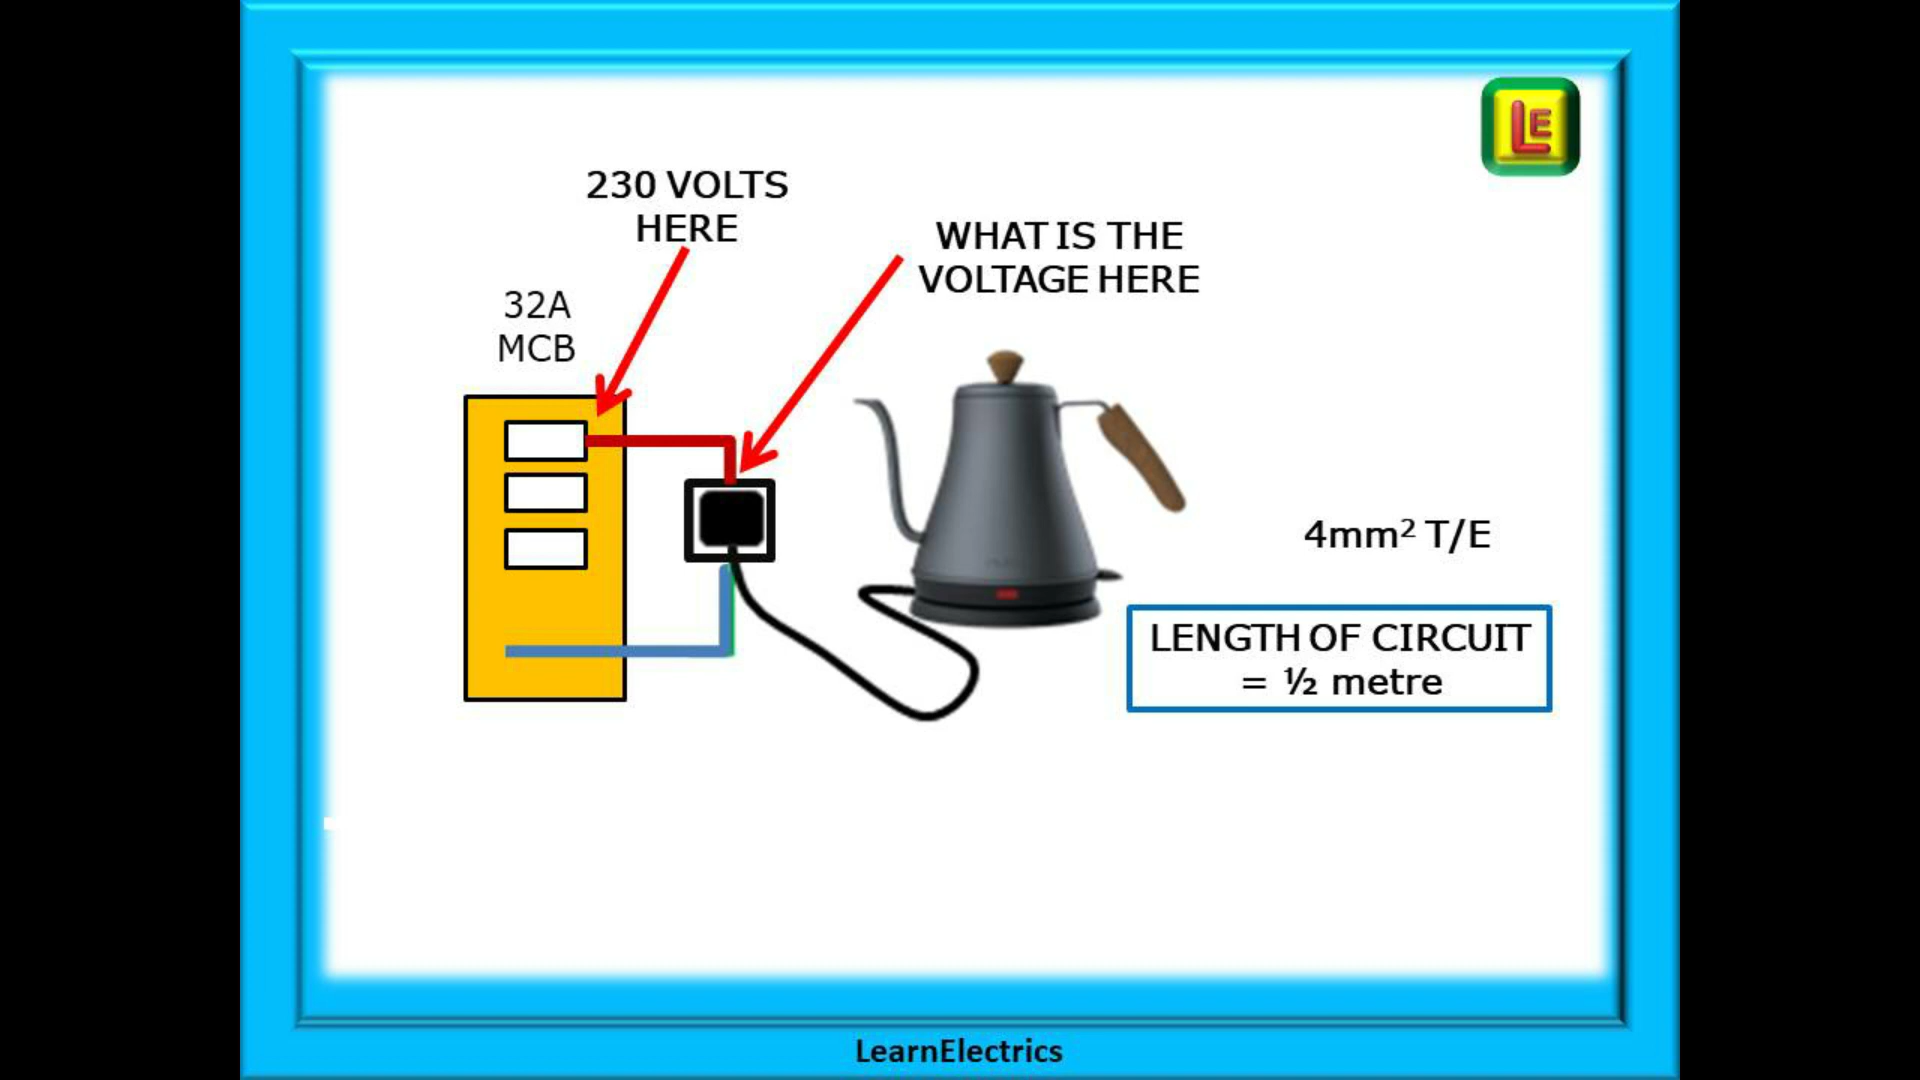 LE
230 VOLTS
HERE
WHAT IS THE
VOLTAGE HERE
32A
MCB
4mm² T/E
LENGTH OF CIRCUIT
= ½ metre
LearnElectrics